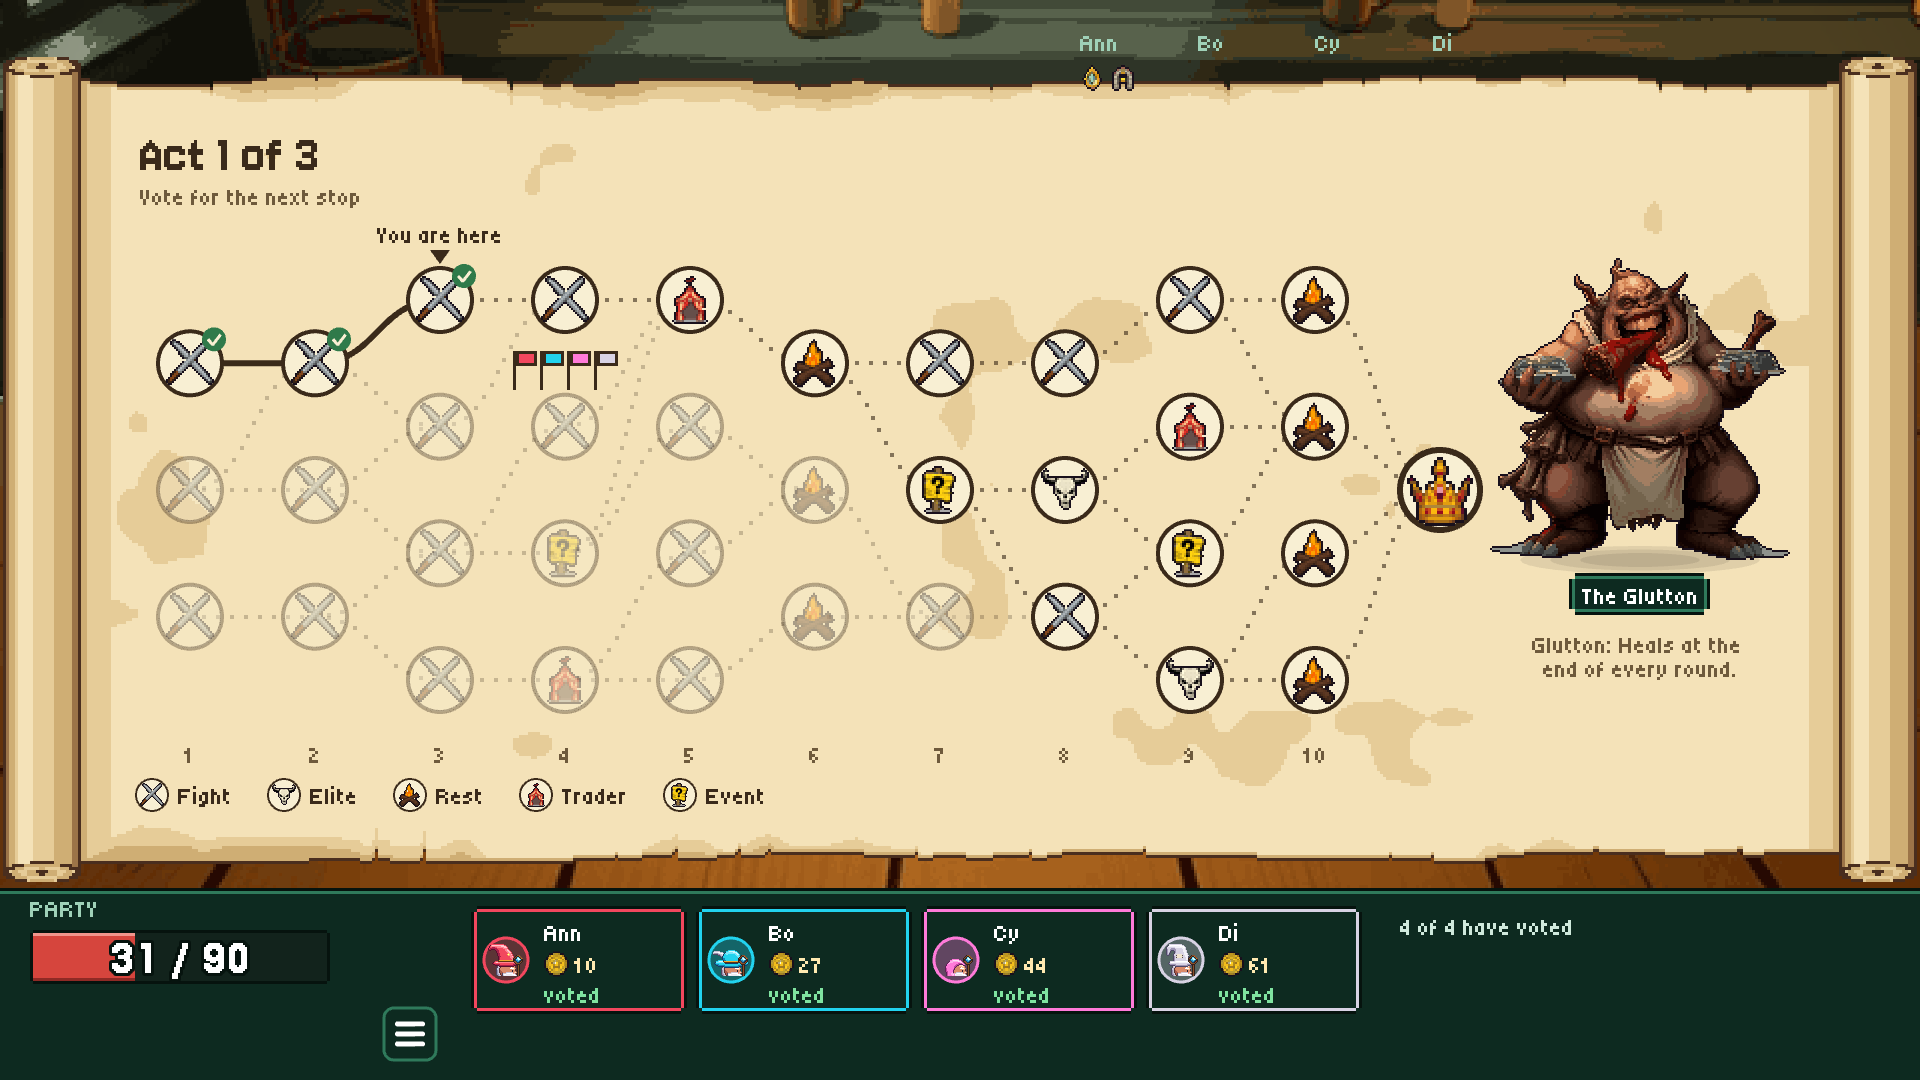 Ann Bo Cy Di
Act 1 of 3
Vote for the next stop
You are here
?
?
?
The Glutton
Glutton: Heals at the
end of every round.
1 2 3 4 5 6 7 8 9 10
Fight Elite Rest Trader ? Event
PARTY
31 / 90
Ann
10
voted
Bo
27
voted
Cy
44
voted
Di
61
voted
4 of 4 have voted